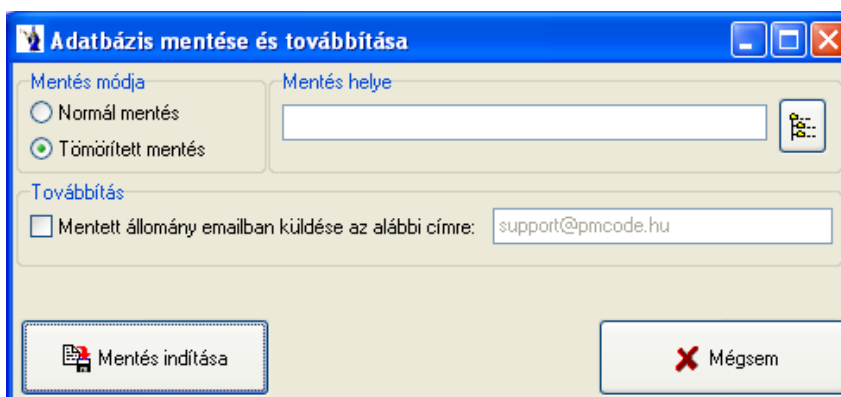 Adatbázis mentése és továbbítása
Mentés módja
Normál mentés
Tömörített mentés
Mentés helye
Továbbítás
Mentett állomány emailban küldése az alábbi címre: support@pmcode.hu
Mentés indítása
Mégsem